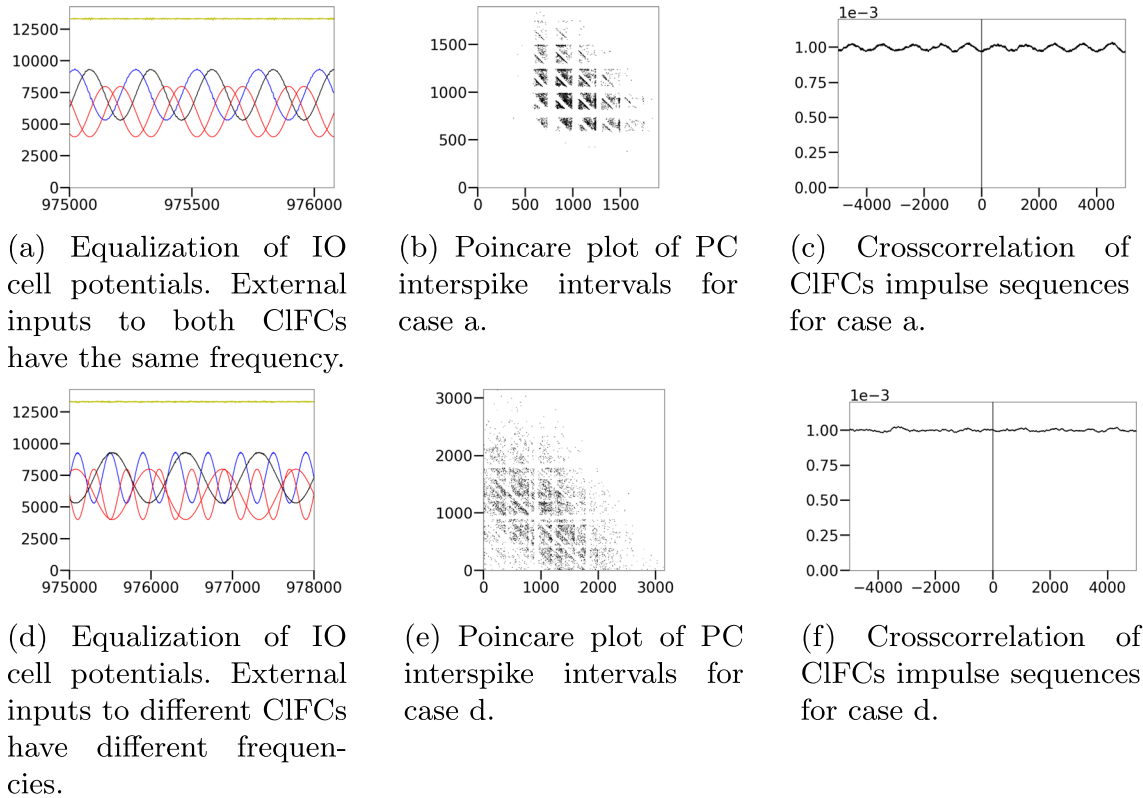 12500
10000
7500
5000
2500
0
975000 975500 976000
1500
1000
500
0
0 500 1000 1500
1e−3
1.00
0.75
0.50
0.25
0.00
−4000 −2000 0 2000 4000
(a) Equalization of IO
cell potentials. External
inputs to both ClFCs
have the same frequency.
(b) Poincare plot of PC
interspike intervals for
case a.
(c) Crosscorrelation of
ClFCs impulse sequences
for case a.
12500
10000
7500
5000
2500
0
975000 976000 977000 978000
3000
2000
1000
0
0 1000 2000 3000
1e−3
1.00
0.75
0.50
0.25
0.00
−4000 −2000 0 2000 4000
(d) Equalization of IO
cell potentials. External
inputs to different ClFCs
have different frequen-
cies.
(e) Poincare plot of PC
interspike intervals for
case d.
(f) Crosscorrelation of
ClFCs impulse sequences
for case d.